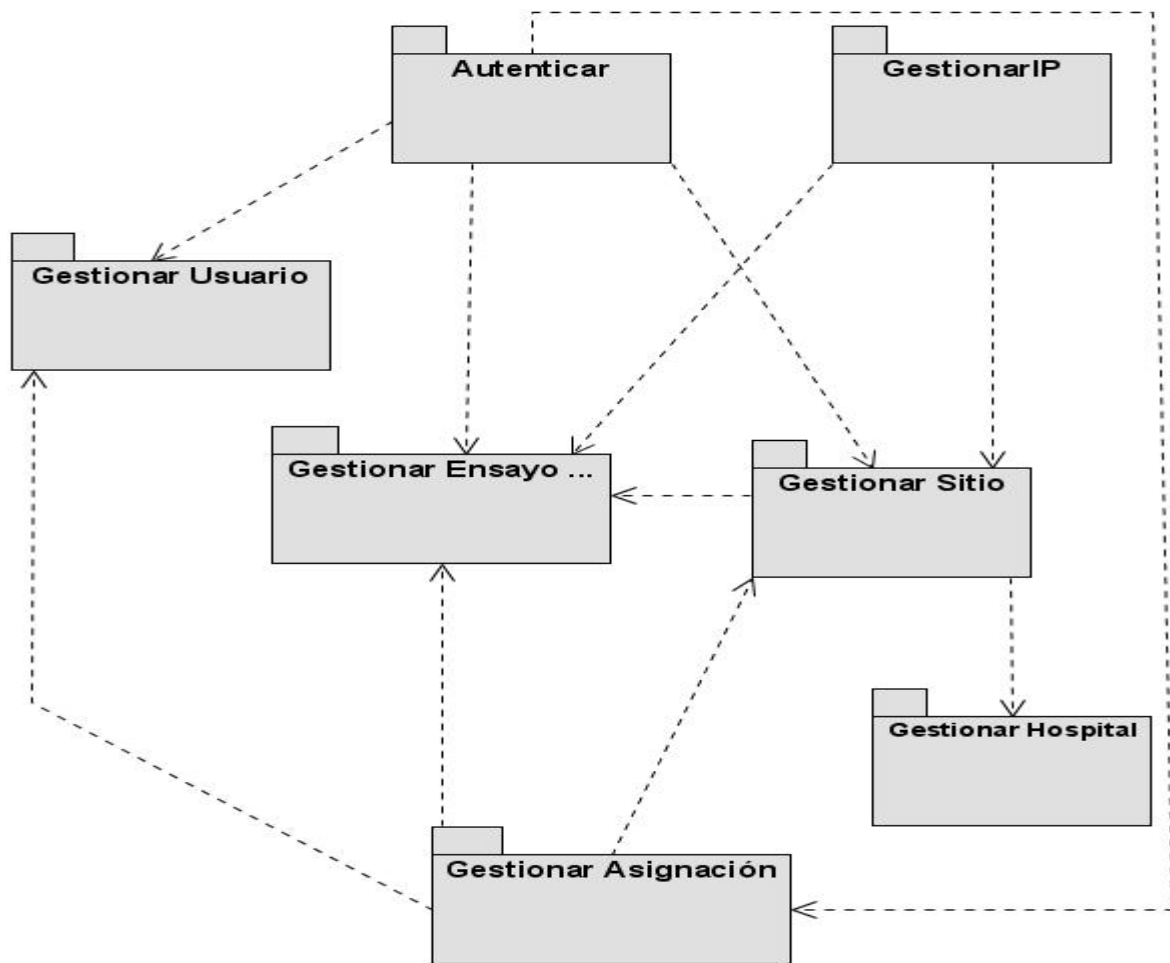 Autenticar
GestionarIP
Gestionar Usuario
Gestionar Ensayo ...
Gestionar Sitio
Gestionar Hospital
Gestionar Asignación